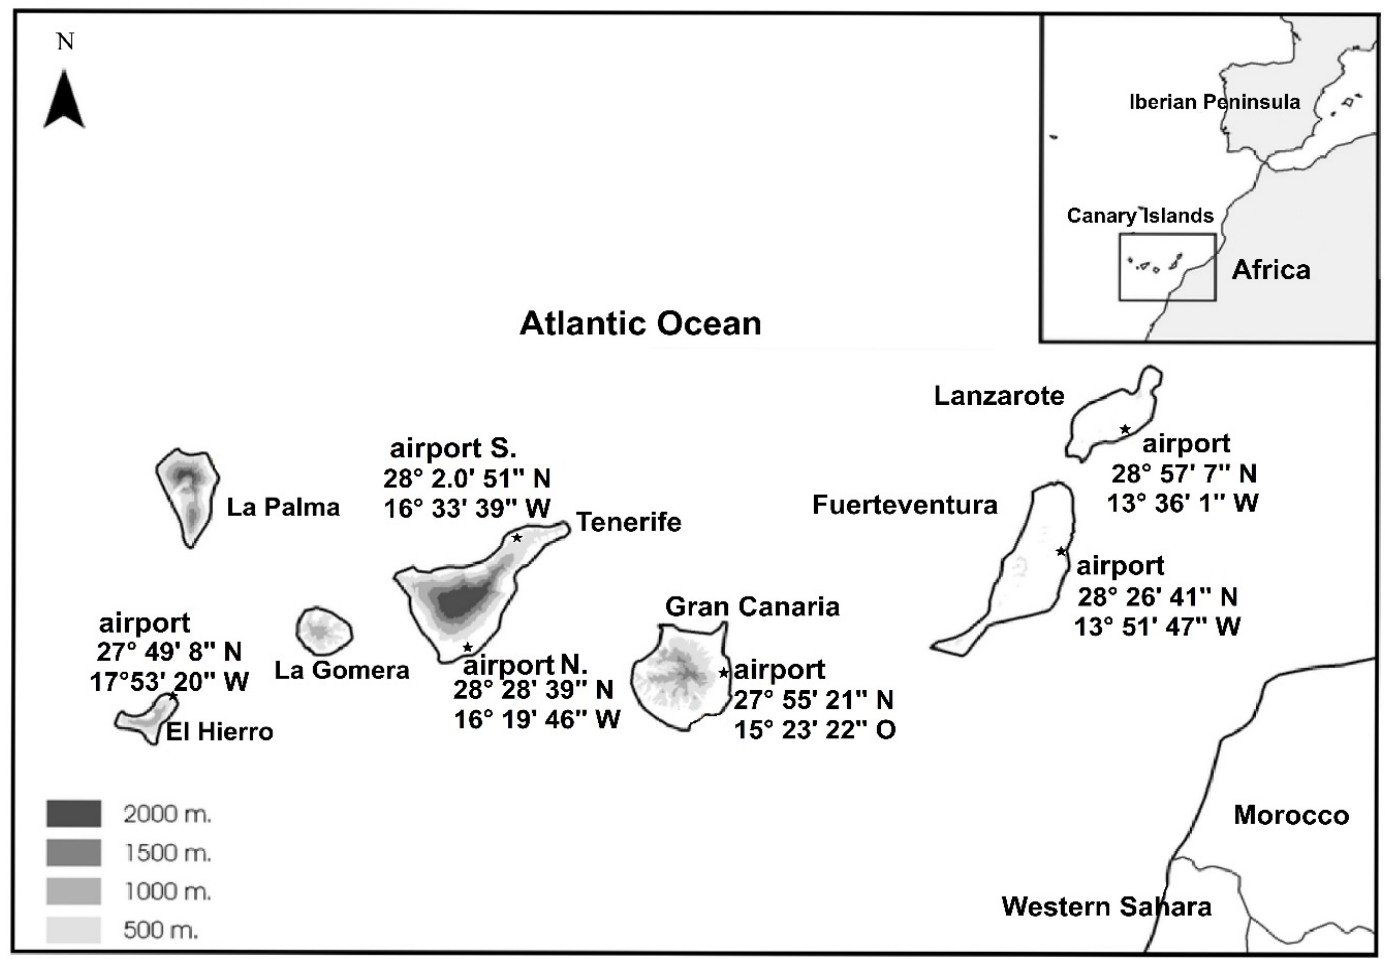 N
Iberian Peninsula
Canary Islands
Africa
Atlantic Ocean
Lanzarote
airport
28° 57' 7" N
13° 36' 1" W
Fuerteventura
airport
28° 26' 41" N
13° 51' 47" W
airport S.
28° 2.0' 51" N
16° 33' 39" W
Tenerife
La Palma
Gran Canaria
airport
27° 55' 21" N
15° 23' 22" O
airport N.
28° 28' 39" N
16° 19' 46" W
La Gomera
airport
27° 49' 8" N
17°53' 20" W
El Hierro
2000 m.
1500 m.
1000 m.
500 m.
Morocco
Western Sahara